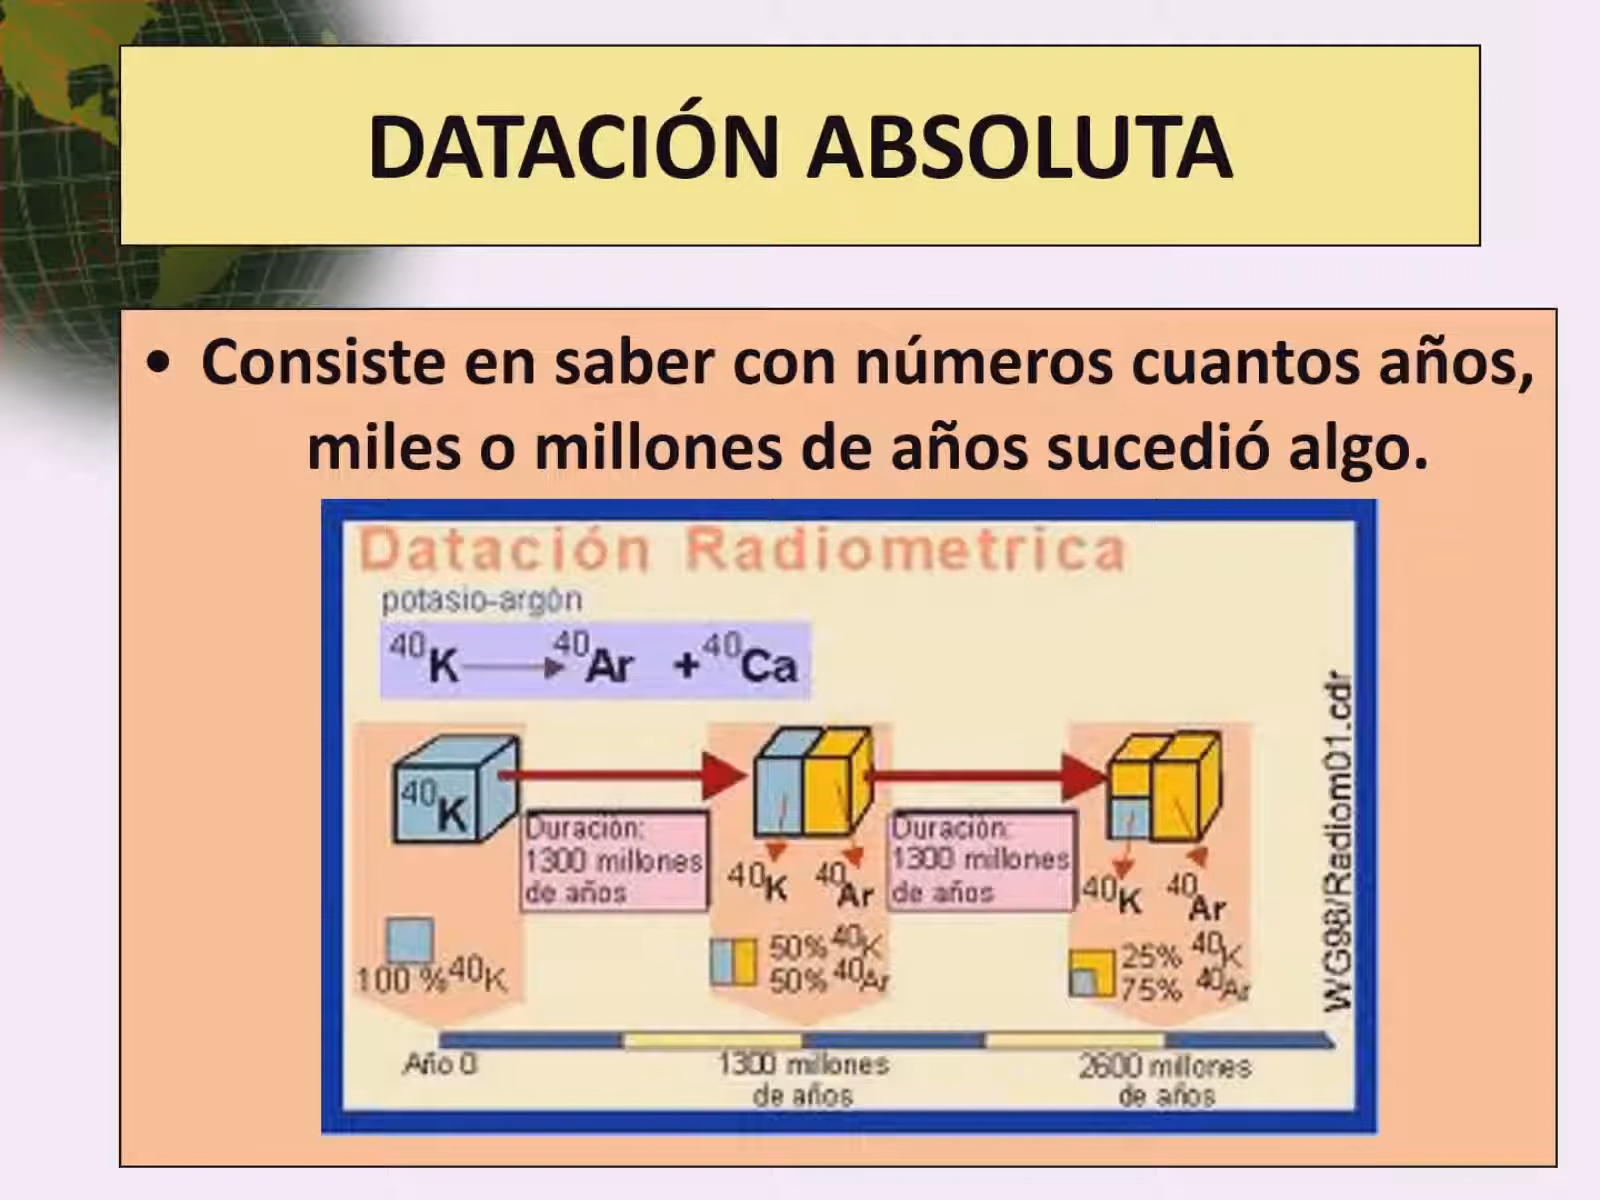 DATACIÓN ABSOLUTA
• Consiste en saber con números cuantos años,
miles o millones de años sucedió algo.
Datación Radiometrica
potasio-argòn
40K 40Ar + 40Ca
40K
Duraciòn:
1300 millones
de años
40K 40Ar
Duraciòn:
1300 millones
de años
40K 40Ar
100 % 40K
50% 40K
50% 40Ar
25% 40K
75% 40Ar
Año 0
1300 millones
de años
2600 millones
de años
WG98/Radiom01.cdr